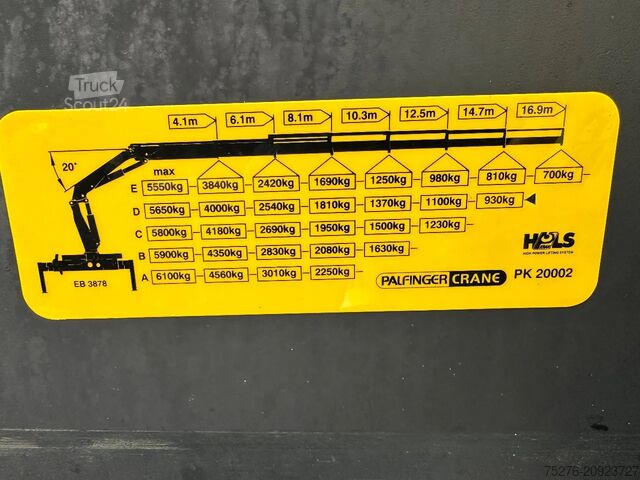 Truck
Scout24
4.1m 6.1m 8.1m 10.3m 12.5m 14.7m 16.9m
20°
max
E 5550kg 3840kg 2420kg 1690kg 1250kg 980kg 810kg 700kg
D 5650kg 4000kg 2540kg 1810kg 1370kg 1100kg 930kg
C 5800kg 4180kg 2690kg 1950kg 1500kg 1230kg
B 5900kg 4350kg 2830kg 2080kg 1630kg
A 6100kg 4560kg 3010kg 2250kg
EB 3878
HPLS
HIGH POWER LIFTING SYSTEM
PALFINGER CRANE PK 20002
75276-20923727